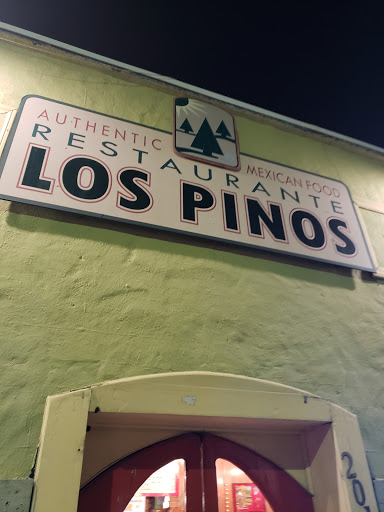 AUTHENTIC MEXICAN FOOD
RESTAURANTE
LOS PINOS